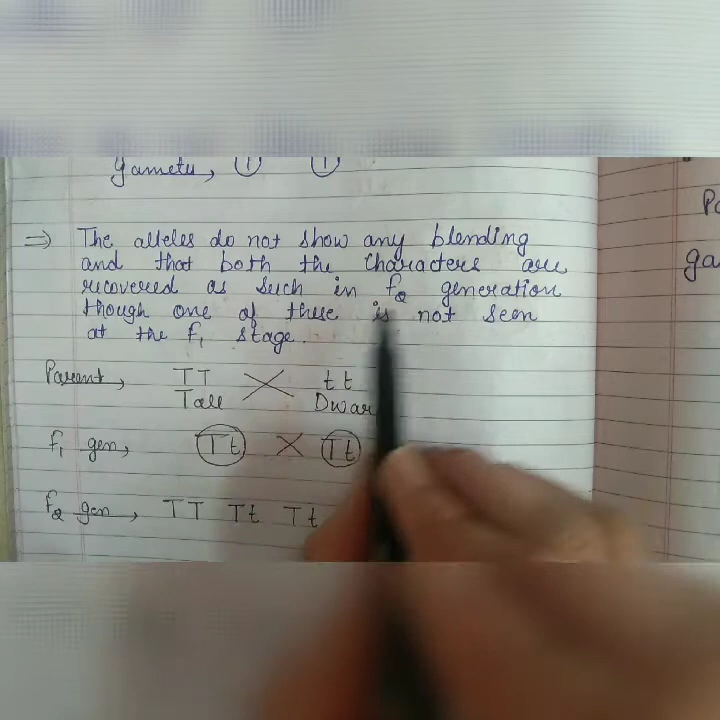 Gametes, ① ①
⇒ The alleles do not show any blending
and that both the characters are
recovered as such in f₂ generation
though one of these is not seen
at the f₁ stage.
Parent, TT × tt
Tall Dwar
f₁ gen, Tt × Tt
f₂ gen, TT Tt Tt
Pa
ga